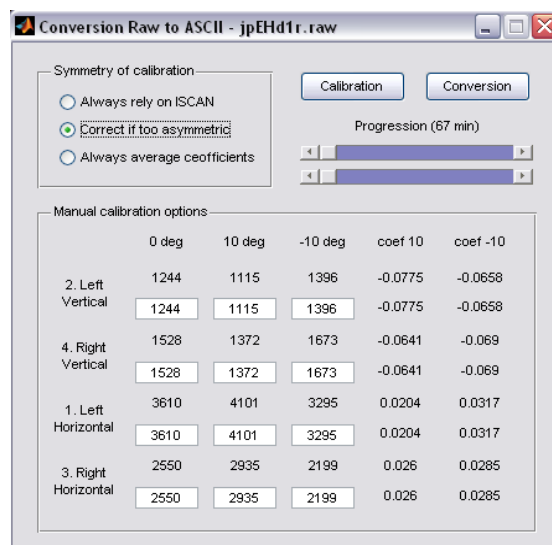 Conversion Raw to ASCII - jpEHd1r.raw
Symmetry of calibration
Always rely on ISCAN
Correct if too asymmetric
Always average ceofficients
Calibration Conversion
Progression (67 min)
Manual calibration options
0 deg 10 deg -10 deg coef 10 coef -10
2. Left Vertical
1244 1115 1396 -0.0775 -0.0658
1244 1115 1396 -0.0775 -0.0658
4. Right Vertical
1528 1372 1673 -0.0641 -0.069
1528 1372 1673 -0.0641 -0.069
1. Left Horizontal
3610 4101 3295 0.0204 0.0317
3610 4101 3295 0.0204 0.0317
3. Right Horizontal
2550 2935 2199 0.026 0.0285
2550 2935 2199 0.026 0.0285